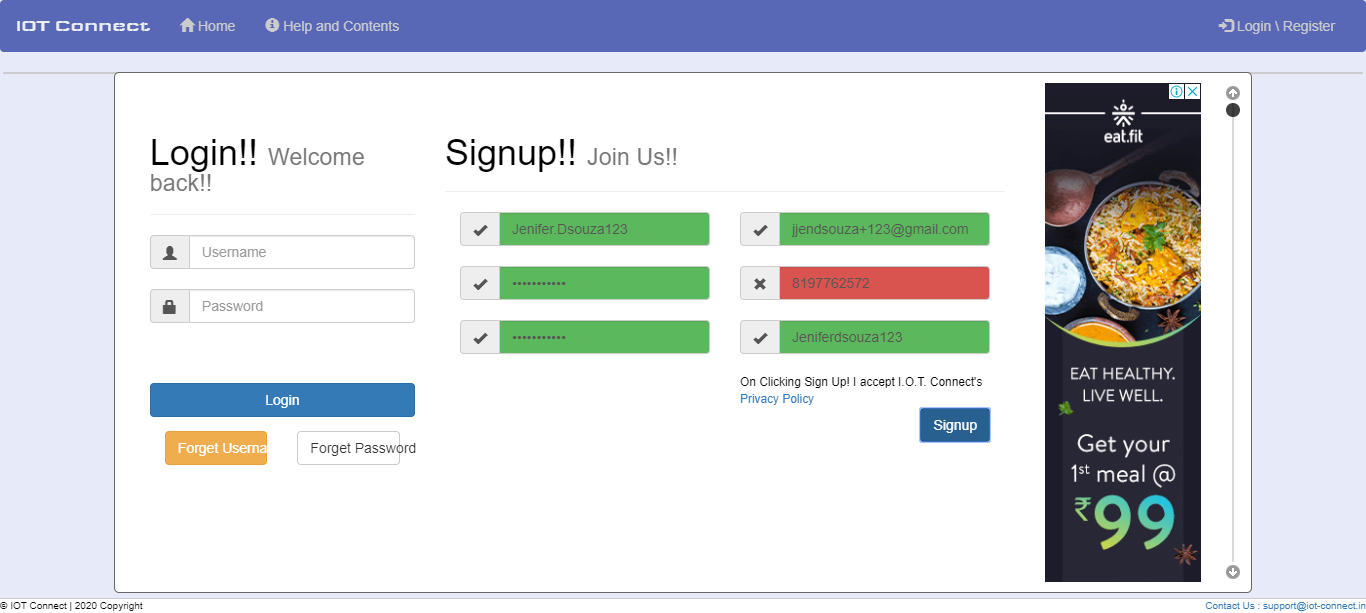 IOT Connect Home Help and Contents Login \ Register
Login!! Welcome
back!!
Username
Password
Login
Forget Userna
Forget Password
Signup!! Join Us!!
Jenifer.Dsouza123
jjendsouza+123@gmail.com
•••••••••••
8197762572
•••••••••••
Jeniferdsouza123
On Clicking Sign Up! I accept I.O.T. Connect's
Privacy Policy
Signup
eat.fit
EAT HEALTHY.
LIVE WELL.
Get your
1st meal @
₹99
© IOT Connect | 2020 Copyright
Contact Us : support@iot-connect.in